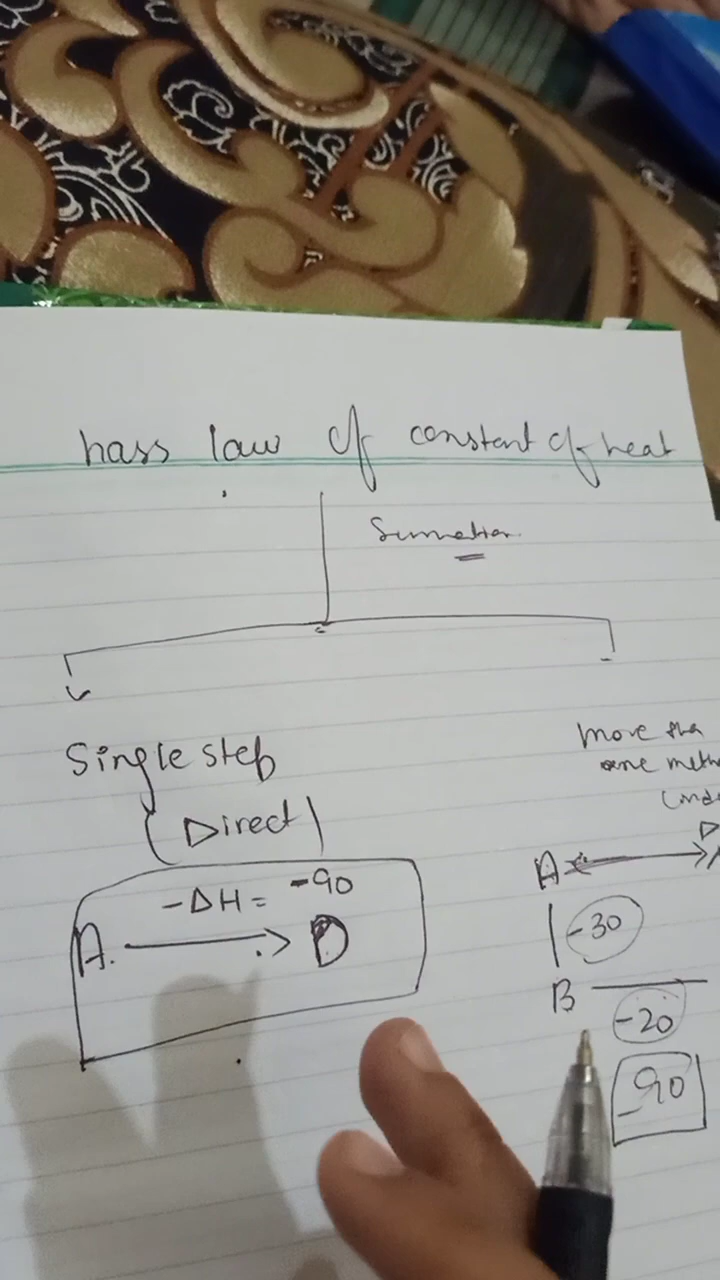 hass law of constant of heat
Summation
Single step
(Direct)
-ΔH = -90
A. → D
more tha
one meth
(ind
D
A →
-30
B
-20
-90